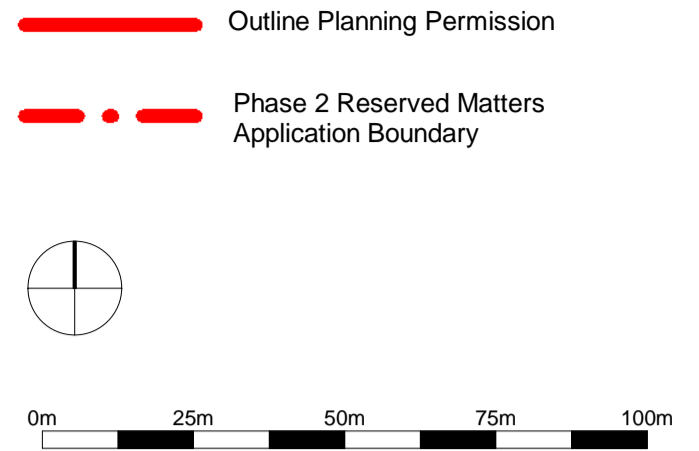 Outline Planning Permission
Phase 2 Reserved Matters
Application Boundary
0m 25m 50m 75m 100m